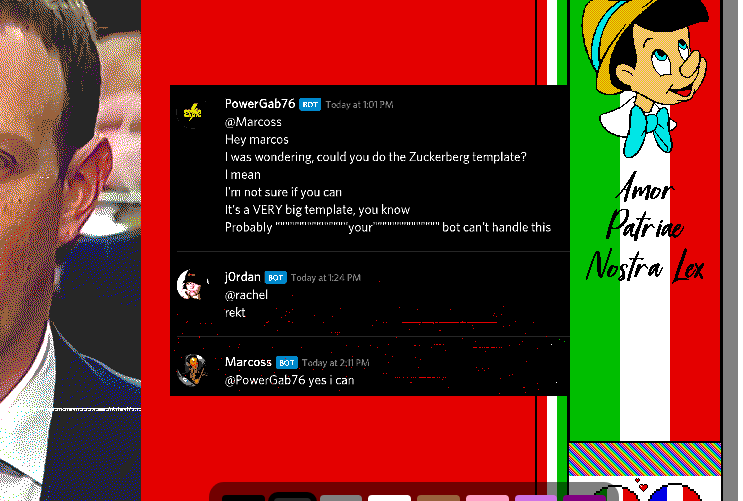 PowerGab76 BOT Today at 1:01 PM
@Marcoss
Hey marcos
I was wondering, could you do the Zuckerberg template?
I mean
I'm not sure if you can
It's a VERY big template, you know
Probably """"""""""""""""your"""""""""""""""" bot can't handle this
j0rdan BOT Today at 1:24 PM
@rachel
rekt
Marcoss BOT Today at 2:11 PM
@PowerGab76 yes i can
Amor
Patriae
Nostra Lex